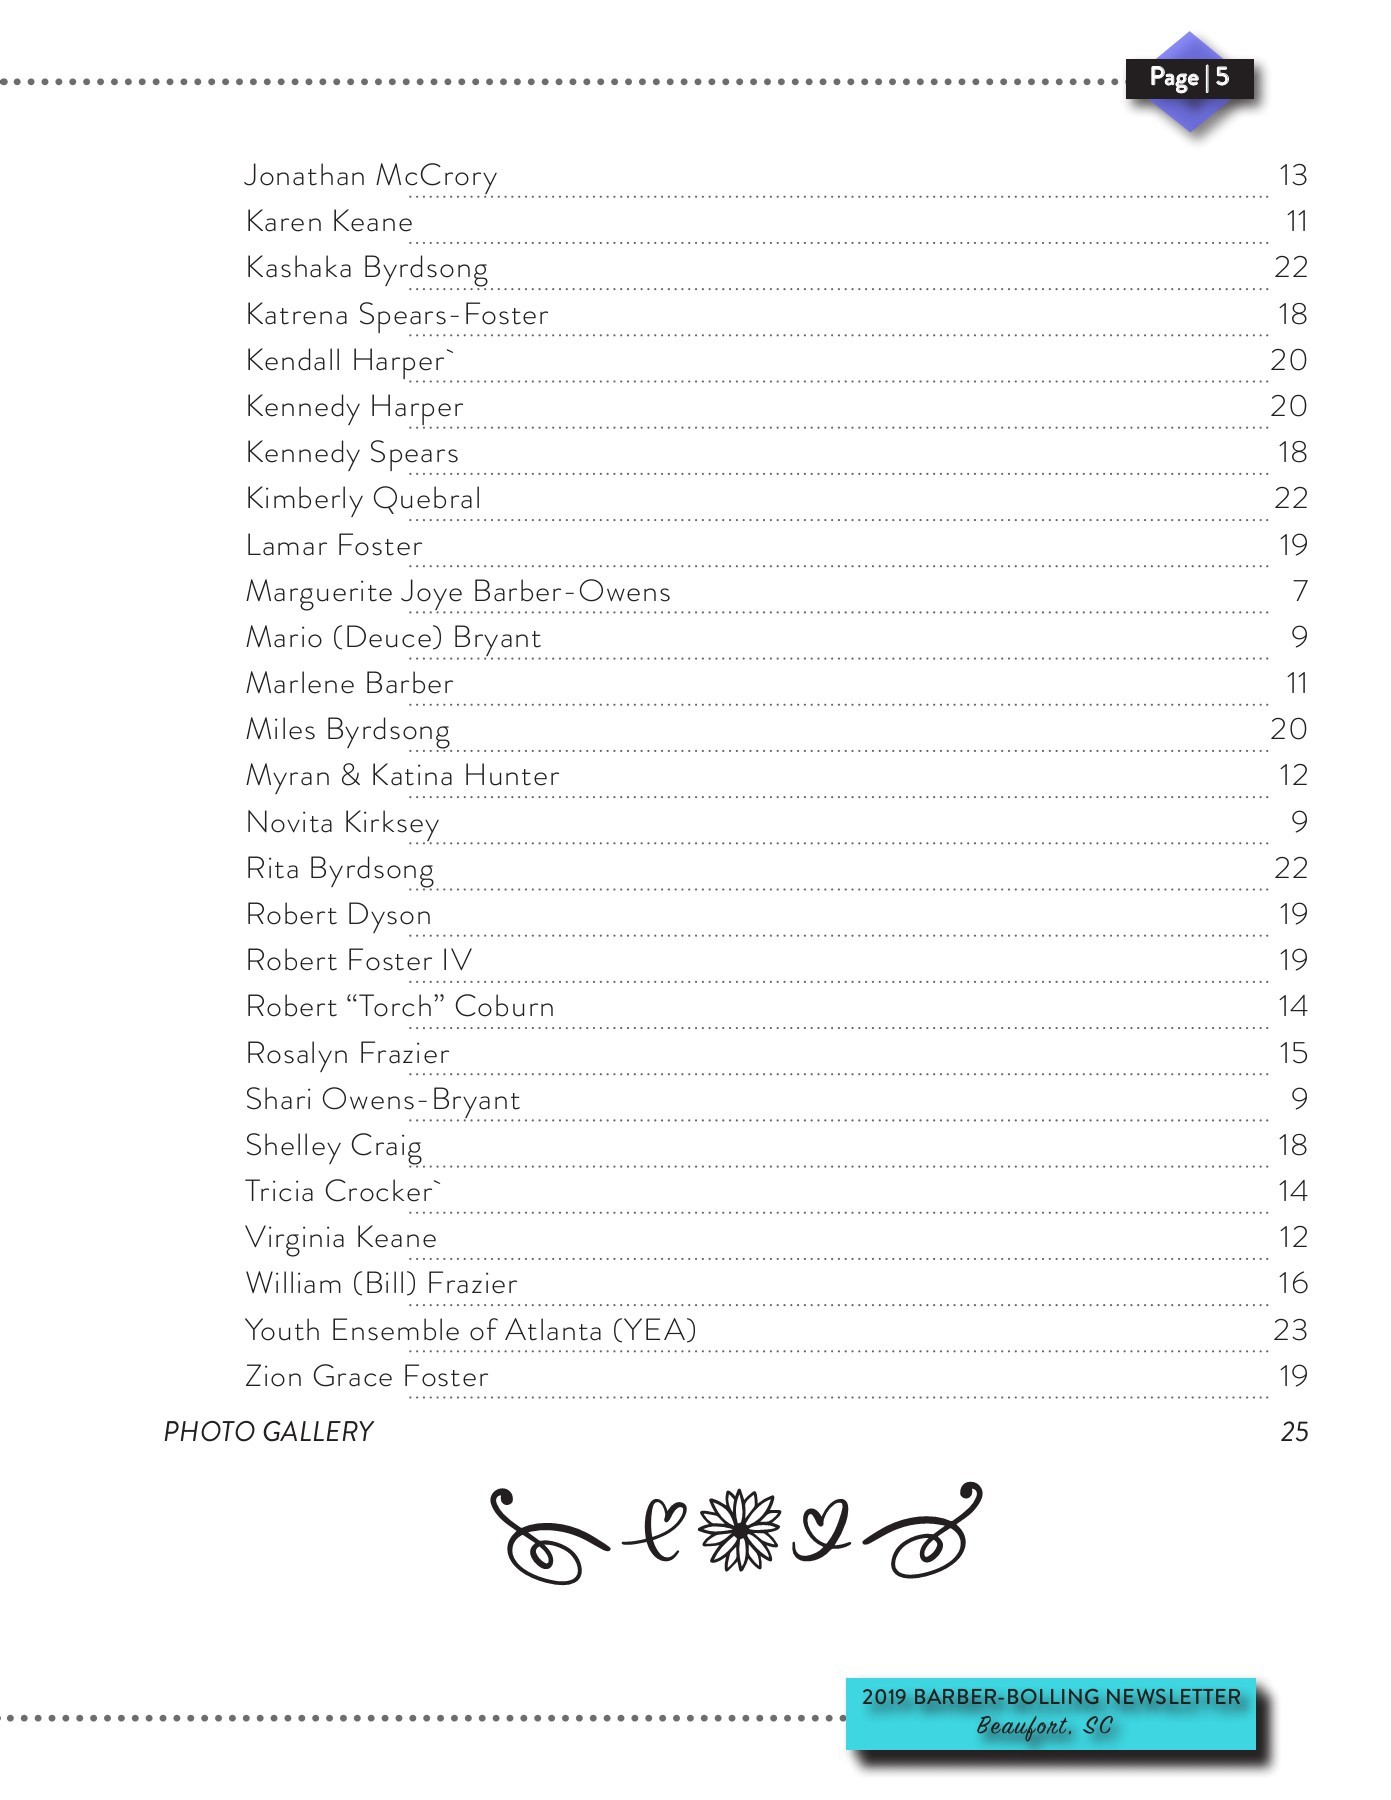 Page | 5
Jonathan McCrory 13
Karen Keane 11
Kashaka Byrdsong 22
Katrena Spears-Foster 18
Kendall Harper` 20
Kennedy Harper 20
Kennedy Spears 18
Kimberly Quebral 22
Lamar Foster 19
Marguerite Joye Barber-Owens 7
Mario (Deuce) Bryant 9
Marlene Barber 11
Miles Byrdsong 20
Myran & Katina Hunter 12
Novita Kirksey 9
Rita Byrdsong 22
Robert Dyson 19
Robert Foster IV 19
Robert “Torch” Coburn 14
Rosalyn Frazier 15
Shari Owens-Bryant 9
Shelley Craig 18
Tricia Crocker` 14
Virginia Keane 12
William (Bill) Frazier 16
Youth Ensemble of Atlanta (YEA) 23
Zion Grace Foster 19
PHOTO GALLERY 25
2019 BARBER-BOLLING NEWSLETTER
Beaufort, SC